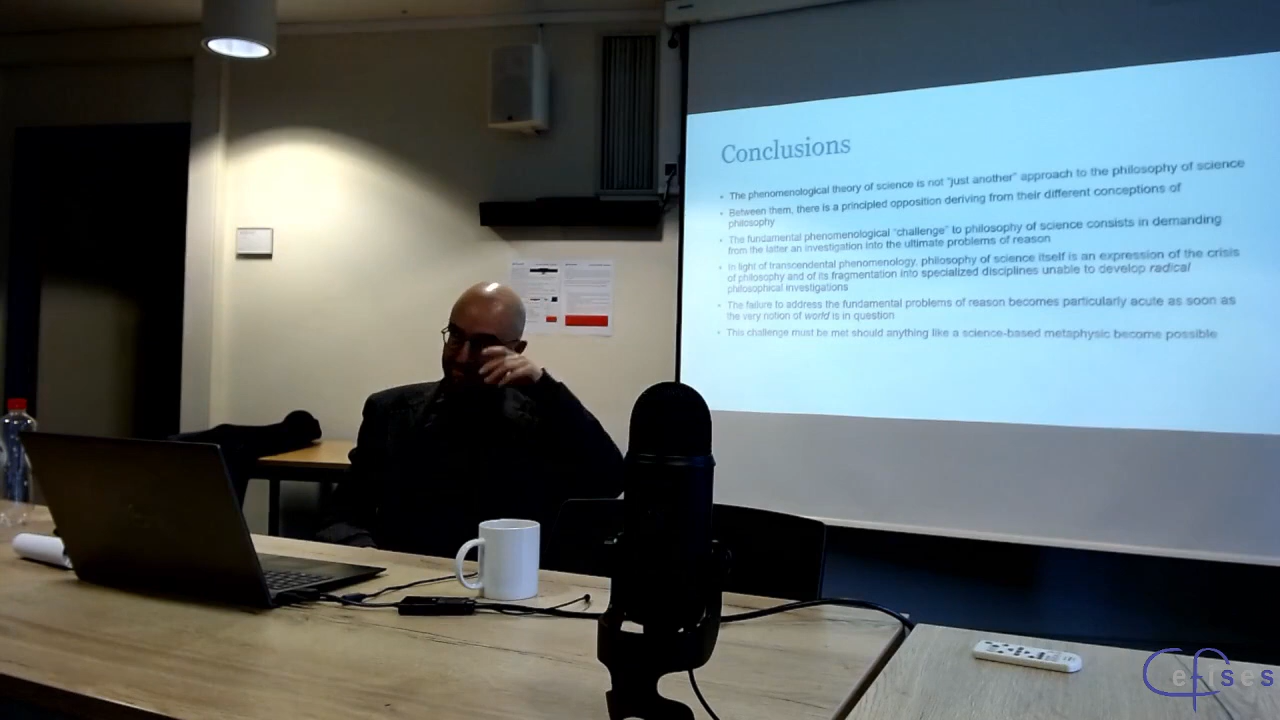 Conclusions
The phenomenological theory of science is not "just another" approach to the philosophy of science
Between them, there is a principled opposition deriving from their different conceptions of
philosophy
The fundamental phenomenological "challenge" to philosophy of science consists in demanding
from the latter an investigation into the ultimate problems of reason
In light of transcendental phenomenology, philosophy of science itself is an expression of the crisis
of philosophy and of its fragmentation into specialized disciplines unable to develop radical
philosophical investigations
The failure to address the fundamental problems of reason becomes particularly acute as soon as
the very notion of world is in question
This challenge must be met should anything like a science-based metaphysic become possible
Cefises